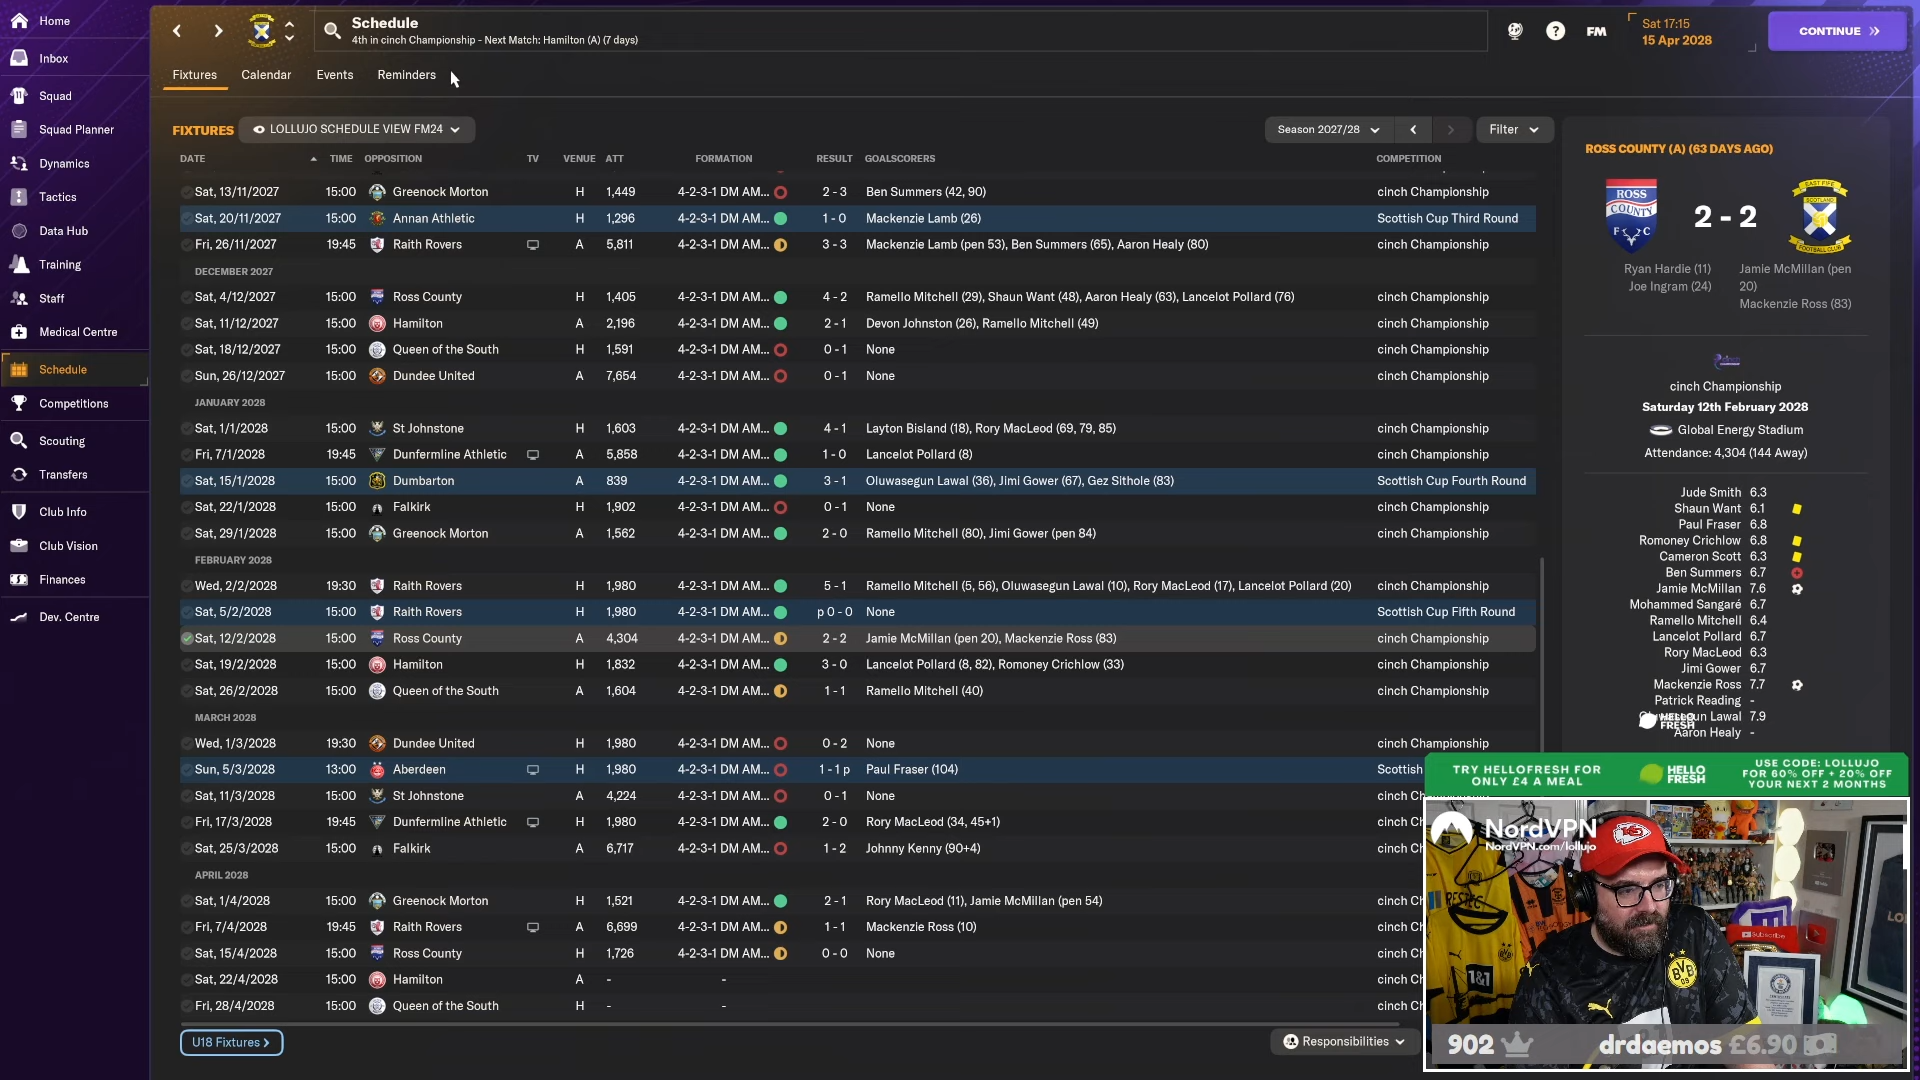 Home
Inbox
Squad
Squad Planner
Dynamics
Tactics
Data Hub
Training
Staff
Medical Centre
Schedule
Competitions
Scouting
Transfers
Club Info
Club Vision
Finances
Dev. Centre
Schedule
4th in cinch Championship - Next Match: Hamilton (A) (7 days)
FM
Sat 17:15
15 Apr 2028
CONTINUE
Fixtures Calendar Events Reminders
FIXTURES LOLLUJO SCHEDULE VIEW FM24 Season 2027/28 Filter
DATE TIME OPPOSITION TV VENUE ATT FORMATION RESULT GOALSCORERS COMPETITION
Sat, 13/11/2027 15:00 Greenock Morton H 1,449 4-2-3-1 DM AM... 2 - 3 Ben Summers (42, 90) cinch Championship
Sat, 20/11/2027 15:00 Annan Athletic H 1,296 4-2-3-1 DM AM... 1 - 0 Mackenzie Lamb (26) Scottish Cup Third Round
Fri, 26/11/2027 19:45 Raith Rovers A 5,811 4-2-3-1 DM AM... 3 - 3 Mackenzie Lamb (pen 53), Ben Summers (65), Aaron Healy (80) cinch Championship
DECEMBER 2027
Sat, 4/12/2027 15:00 Ross County H 1,405 4-2-3-1 DM AM... 4 - 2 Ramello Mitchell (29), Shaun Want (48), Aaron Healy (63), Lancelot Pollard (76) cinch Championship
Sat, 11/12/2027 15:00 Hamilton A 2,196 4-2-3-1 DM AM... 2 - 1 Devon Johnston (26), Ramello Mitchell (49) cinch Championship
Sat, 18/12/2027 15:00 Queen of the South H 1,591 4-2-3-1 DM AM... 0 - 1 None cinch Championship
Sun, 26/12/2027 15:00 Dundee United A 7,654 4-2-3-1 DM AM... 0 - 1 None cinch Championship
JANUARY 2028
Sat, 1/1/2028 15:00 St Johnstone H 1,603 4-2-3-1 DM AM... 4 - 1 Layton Bisland (18), Rory MacLeod (69, 79, 85) cinch Championship
Fri, 7/1/2028 19:45 Dunfermline Athletic A 5,858 4-2-3-1 DM AM... 1 - 0 Lancelot Pollard (8) cinch Championship
Sat, 15/1/2028 15:00 Dumbarton A 839 4-2-3-1 DM AM... 3 - 1 Oluwasegun Lawal (36), Jimi Gower (67), Gez Sithole (83) Scottish Cup Fourth Round
Sat, 22/1/2028 15:00 Falkirk H 1,902 4-2-3-1 DM AM... 0 - 1 None cinch Championship
Sat, 29/1/2028 15:00 Greenock Morton A 1,562 4-2-3-1 DM AM... 2 - 0 Ramello Mitchell (80), Jimi Gower (pen 84) cinch Championship
FEBRUARY 2028
Wed, 2/2/2028 19:30 Raith Rovers H 1,980 4-2-3-1 DM AM... 5 - 1 Ramello Mitchell (5, 56), Oluwasegun Lawal (10), Rory MacLeod (17), Lancelot Pollard (20) cinch Championship
Sat, 5/2/2028 15:00 Raith Rovers H 1,980 4-2-3-1 DM AM... p 0 - 0 None Scottish Cup Fifth Round
Sat, 12/2/2028 15:00 Ross County A 4,304 4-2-3-1 DM AM... 2 - 2 Jamie McMillan (pen 20), Mackenzie Ross (83) cinch Championship
Sat, 19/2/2028 15:00 Hamilton H 1,832 4-2-3-1 DM AM... 3 - 0 Lancelot Pollard (8, 82), Romoney Crichlow (33) cinch Championship
Sat, 26/2/2028 15:00 Queen of the South A 1,604 4-2-3-1 DM AM... 1 - 1 Ramello Mitchell (40) cinch Championship
MARCH 2028
Wed, 1/3/2028 19:30 Dundee United H 1,980 4-2-3-1 DM AM... 0 - 2 None cinch Championship
Sun, 5/3/2028 13:00 Aberdeen H 1,980 4-2-3-1 DM AM... 1 - 1 p Paul Fraser (104) Scottish
Sat, 11/3/2028 15:00 St Johnstone A 4,224 4-2-3-1 DM AM... 0 - 1 None cinch Ch
Fri, 17/3/2028 19:45 Dunfermline Athletic H 1,980 4-2-3-1 DM AM... 2 - 0 Rory MacLeod (34, 45+1) cinch Ch
Sat, 25/3/2028 15:00 Falkirk A 6,717 4-2-3-1 DM AM... 1 - 2 Johnny Kenny (90+4) cinch Ch
APRIL 2028
Sat, 1/4/2028 15:00 Greenock Morton H 1,521 4-2-3-1 DM AM... 2 - 1 Rory MacLeod (11), Jamie McMillan (pen 54) cinch Ch
Fri, 7/4/2028 19:45 Raith Rovers A 6,699 4-2-3-1 DM AM... 1 - 1 Mackenzie Ross (10) cinch Ch
Sat, 15/4/2028 15:00 Ross County H 1,726 4-2-3-1 DM AM... 0 - 0 None cinch Ch
Sat, 22/4/2028 15:00 Hamilton A - - cinch Ch
Fri, 28/4/2028 15:00 Queen of the South H - - cinch Ch
U18 Fixtures
Responsibilities
ROSS COUNTY (A) (63 DAYS AGO)
ROSS COUNTY F C
2 - 2
EAST FIFE SCOTLAND FOOTBALL CLUB
Ryan Hardie (11)
Joe Ingram (24)
Jamie McMillan (pen
20)
Mackenzie Ross (83)
cinch Championship
Saturday 12th February 2028
Global Energy Stadium
Attendance: 4,304 (144 Away)
Jude Smith 6.3
Shaun Want 6.1
Paul Fraser 6.8
Romoney Crichlow 6.8
Cameron Scott 6.3
Ben Summers 6.7
Jamie McMillan 7.6
Mohammed Sangaré 6.7
Ramello Mitchell 6.4
Lancelot Pollard 6.7
Rory MacLeod 6.3
Jimi Gower 6.7
Mackenzie Ross 7.7
Patrick Reading -
Oluwasegun Lawal 7.9
HELLO
FRESH
Aaron Healy -
TRY HELLOFRESH FOR
ONLY £4 A MEAL
HELLO
FRESH
USE CODE: LOLLUJO
FOR 60% OFF + 20% OFF
YOUR NEXT 2 MONTHS
NordVPN
NordVPN.com/lollujo
Subscribe
1&1
BVB
09
902
drdaemos £6.90